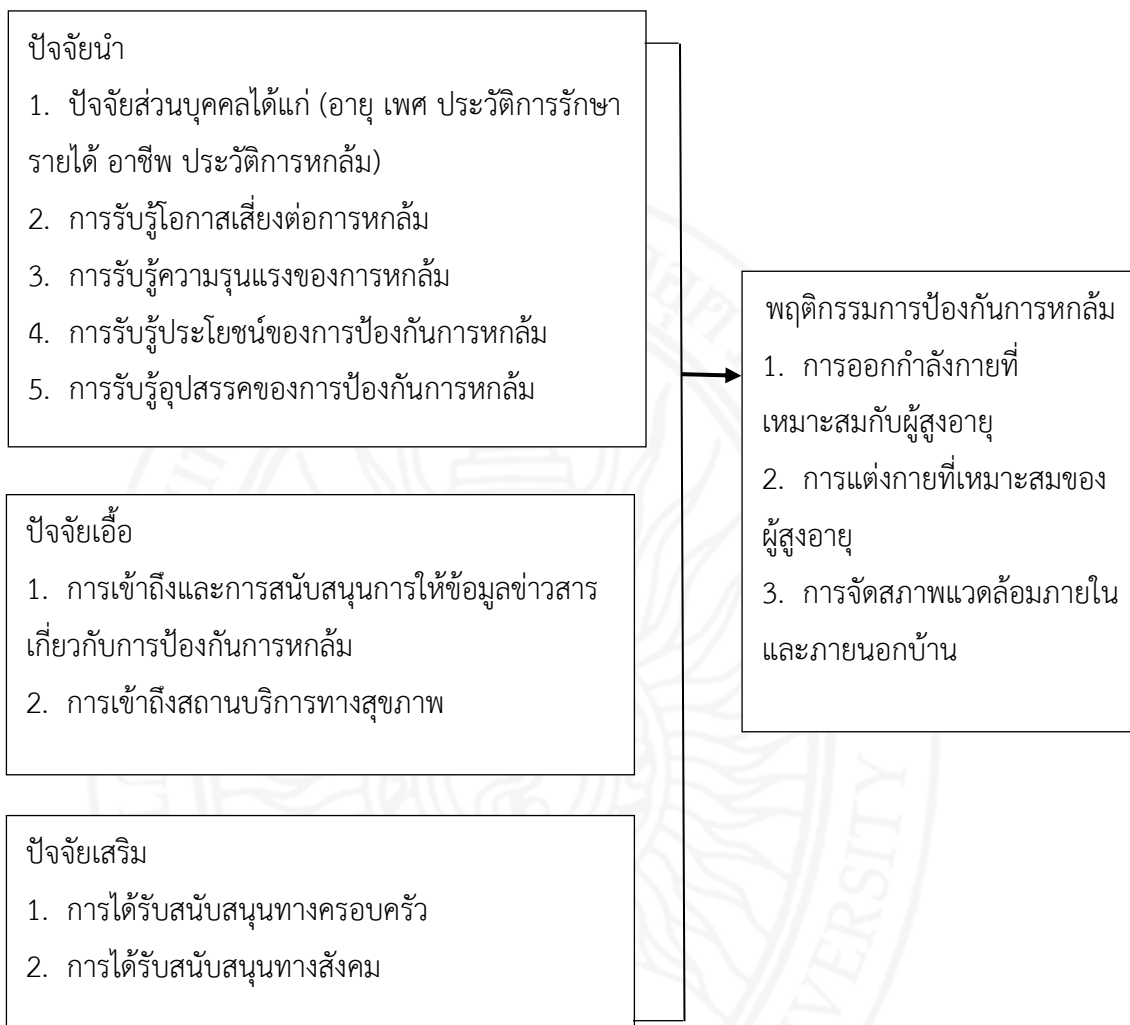 ปัจจัยนำ
1. ปัจจัยส่วนบุคคลได้แก่ (อายุ เพศ ประวัติการรักษา
รายได้ อาชีพ ประวัติการหกล้ม)
2. การรับรู้โอกาสเสี่ยงต่อการหกล้ม
3. การรับรู้ความรุนแรงของการหกล้ม
4. การรับรู้ประโยชน์ของการป้องกันการหกล้ม
5. การรับรู้อุปสรรคของการป้องกันการหกล้ม
ปัจจัยเอื้อ
1. การเข้าถึงและการสนับสนุนการให้ข้อมูลข่าวสาร
เกี่ยวกับการป้องกันการหกล้ม
2. การเข้าถึงสถานบริการทางสุขภาพ
ปัจจัยเสริม
1. การได้รับสนับสนุนทางครอบครัว
2. การได้รับสนับสนุนทางสังคม
พฤติกรรมการป้องกันการหกล้ม
1. การออกกำลังกายที่
เหมาะสมกับผู้สูงอายุ
2. การแต่งกายที่เหมาะสมของ
ผู้สูงอายุ
3. การจัดสภาพแวดล้อมภายใน
และภายนอกบ้าน